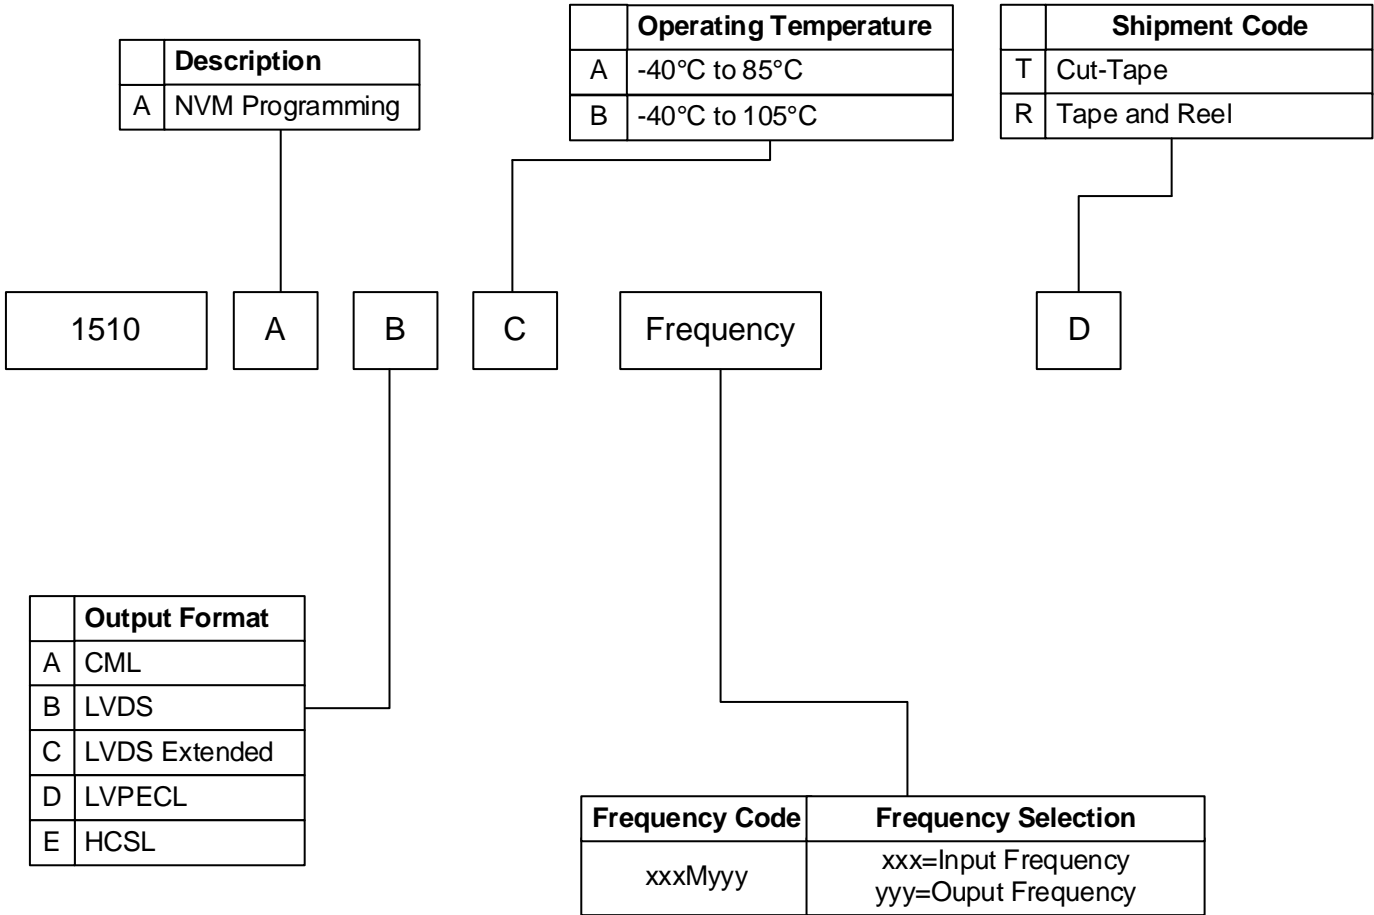 Description
A NVM Programming
Operating Temperature
A -40°C to 85°C
B -40°C to 105°C
Shipment Code
T Cut-Tape
R Tape and Reel
1510 A B C Frequency D
Output Format
A CML
B LVDS
C LVDS Extended
D LVPECL
E HCSL
Frequency Code Frequency Selection
xxxMyyy
xxx=Input Frequency
yyy=Ouput Frequency